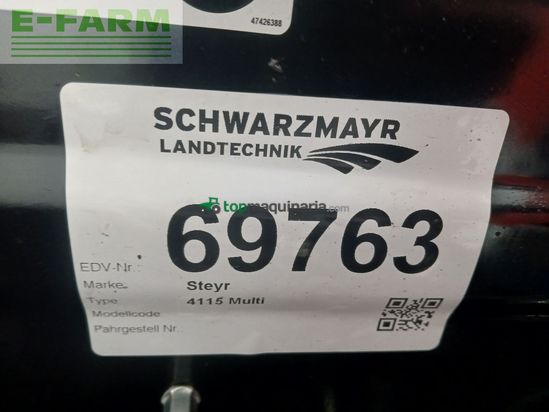 E-FARM
47426388
SCHWARZMAYR
LANDTECHNIK
topmaquinaria.com
EDV-Nr.: 69763
Marke Steyr
Type 4115 Multi
Modellcode
Fahrgestell Nr.